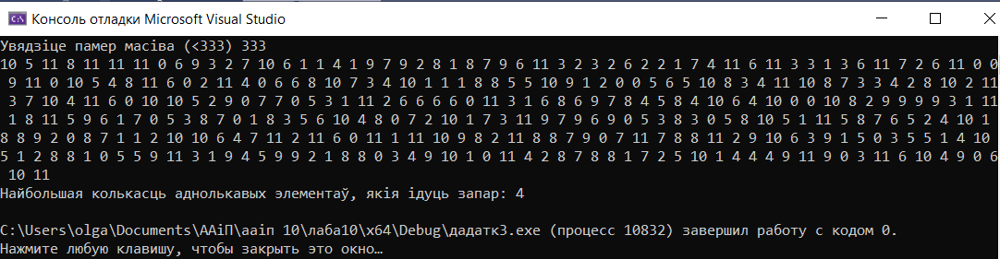 Консоль отладки Microsoft Visual Studio
Увядзіце памер масіва (<333) 333
10 5 11 8 11 11 11 0 6 9 3 2 7 10 6 1 1 4 1 9 7 9 2 8 1 8 7 9 6 11 3 2 3 2 6 2 2 1 7 4 11 6 11 3 3 1 3 6 11 7 2 6 11 0 0
9 11 0 10 5 4 8 11 6 0 2 11 4 0 6 6 8 10 7 3 4 10 1 1 1 8 8 5 5 10 9 1 2 0 0 5 6 5 10 8 3 4 11 10 8 7 3 3 4 2 8 10 2 11
3 7 10 4 11 6 0 10 10 5 2 9 0 7 7 0 5 3 1 11 2 6 6 6 6 0 11 3 1 6 8 6 9 7 8 4 5 8 4 10 6 4 10 0 0 10 8 2 9 9 9 9 3 1 11
1 8 11 5 9 6 1 7 0 5 3 8 7 0 1 8 3 5 6 10 4 8 0 7 2 10 1 7 3 11 9 7 9 6 9 0 5 3 8 3 0 5 8 10 5 1 11 5 8 7 6 5 2 4 10 1
8 8 9 2 0 8 7 1 1 2 10 10 6 4 7 11 2 11 6 0 11 1 11 10 9 8 2 11 8 8 7 9 0 7 11 7 8 8 11 2 9 10 6 3 9 1 5 0 3 5 5 1 4 10
5 1 2 8 8 1 0 5 5 9 11 3 1 9 4 5 9 9 2 1 8 8 0 3 4 9 10 1 0 11 4 2 8 7 8 8 1 7 2 5 10 1 4 4 4 9 11 9 0 3 11 6 10 4 9 0 6
10 11
Найбольшая колькасць аднолькавых элементаў, якія ідуць запар: 4
C:\Users\olga\Documents\ААіП\ааіп 10\лаба10\x64\Debug\дадатк3.exe (процесс 10832) завершил работу с кодом 0.
Нажмите любую клавишу, чтобы закрыть это окно…